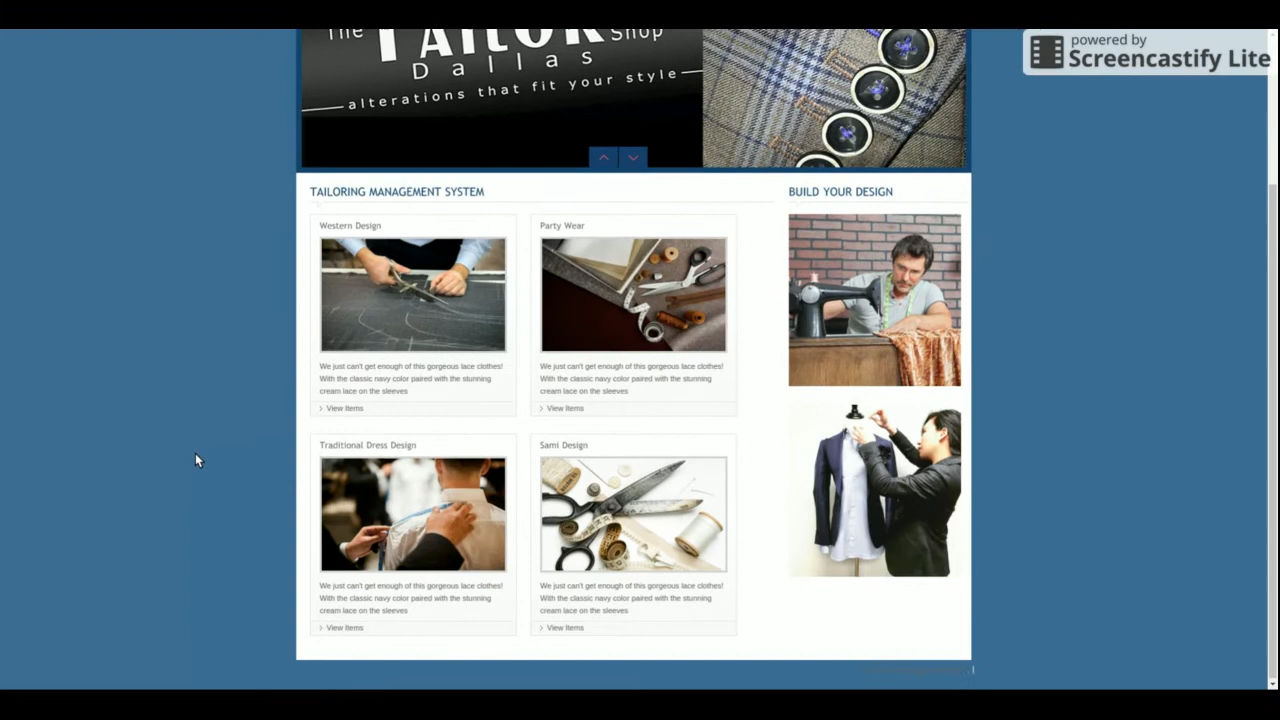 The TAILOR Shop
Dallas
alterations that fit your style
powered by
Screencastify Lite
TAILORING MANAGEMENT SYSTEM
BUILD YOUR DESIGN
Western Design
Party Wear
We just can't get enough of this gorgeous lace clothes!
With the classic navy color paired with the stunning
cream lace on the sleeves
View Items
We just can't get enough of this gorgeous lace clothes!
With the classic navy color paired with the stunning
cream lace on the sleeves
View Items
Traditional Dress Design
Sami Design
We just can't get enough of this gorgeous lace clothes!
With the classic navy color paired with the stunning
cream lace on the sleeves
View Items
We just can't get enough of this gorgeous lace clothes!
With the classic navy color paired with the stunning
cream lace on the sleeves
View Items